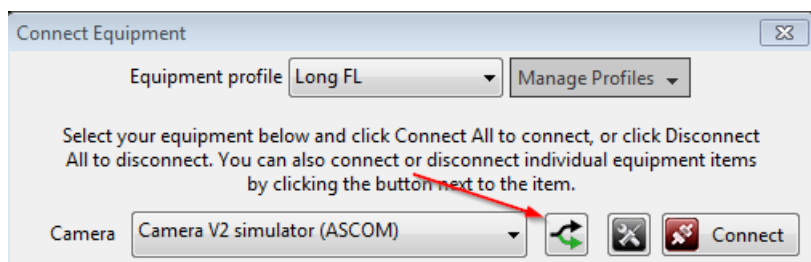 Connect Equipment
Equipment profile Long FL Manage Profiles
Select your equipment below and click Connect All to connect, or click Disconnect
All to disconnect. You can also connect or disconnect individual equipment items
by clicking the button next to the item.
Camera Camera V2 simulator (ASCOM) Connect